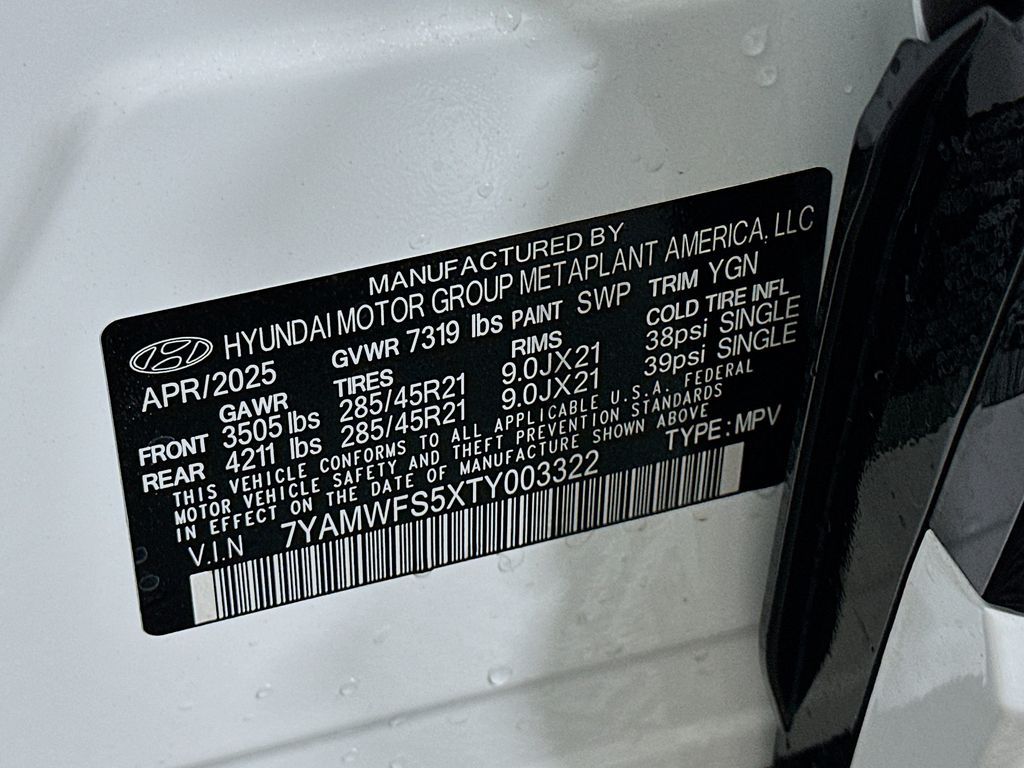 MANUFACTURED BY
HYUNDAI MOTOR GROUP METAPLANT AMERICA, LLC
APR/2025 GVWR 7319 lbs PAINT SWP TRIM YGN
GAWR TIRES RIMS COLD TIRE INFL
FRONT 3505 lbs 285/45R21 9.0JX21 38psi SINGLE
REAR 4211 lbs 285/45R21 9.0JX21 39psi SINGLE
THIS VEHICLE CONFORMS TO ALL APPLICABLE U.S.A. FEDERAL
MOTOR VEHICLE SAFETY AND THEFT PREVENTION STANDARDS
IN EFFECT ON THE DATE OF MANUFACTURE SHOWN ABOVE
V.I.N 7YAMWFS5XTY003322 TYPE : MPV